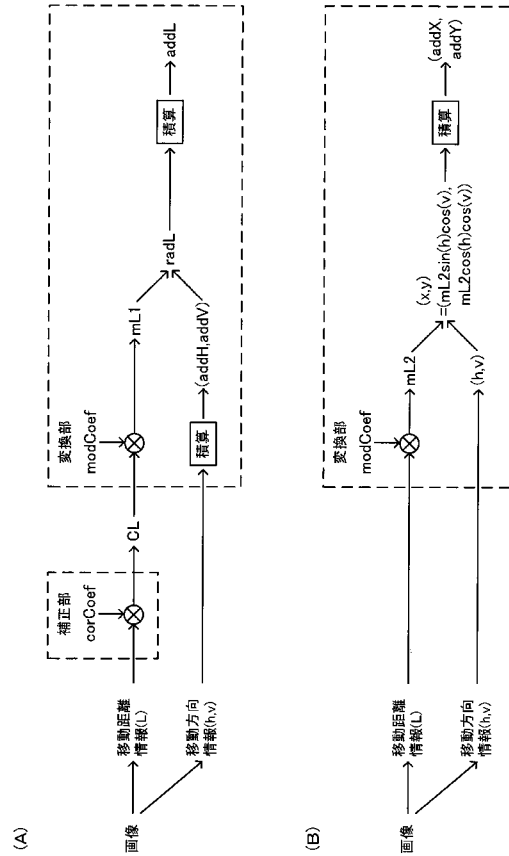 (A)
画像
移動距離
情報(L)
移動方向
情報(h,v)
補正部
corCoef
CL
変換部
modCoef
mL1
積算
(addH,addV)
radL
積算
addL
(B)
画像
移動距離
情報(L)
移動方向
情報(h,v)
変換部
modCoef
mL2
(h,v)
(x,y)
=(mL2sin(h)cos(v),
mL2cos(h)cos(v))
積算
(addX,
addY)